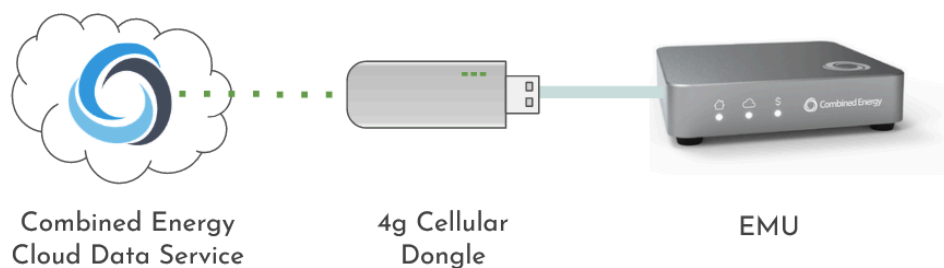 $
Combined Energy
Combined Energy
Cloud Data Service
4g Cellular
Dongle
EMU